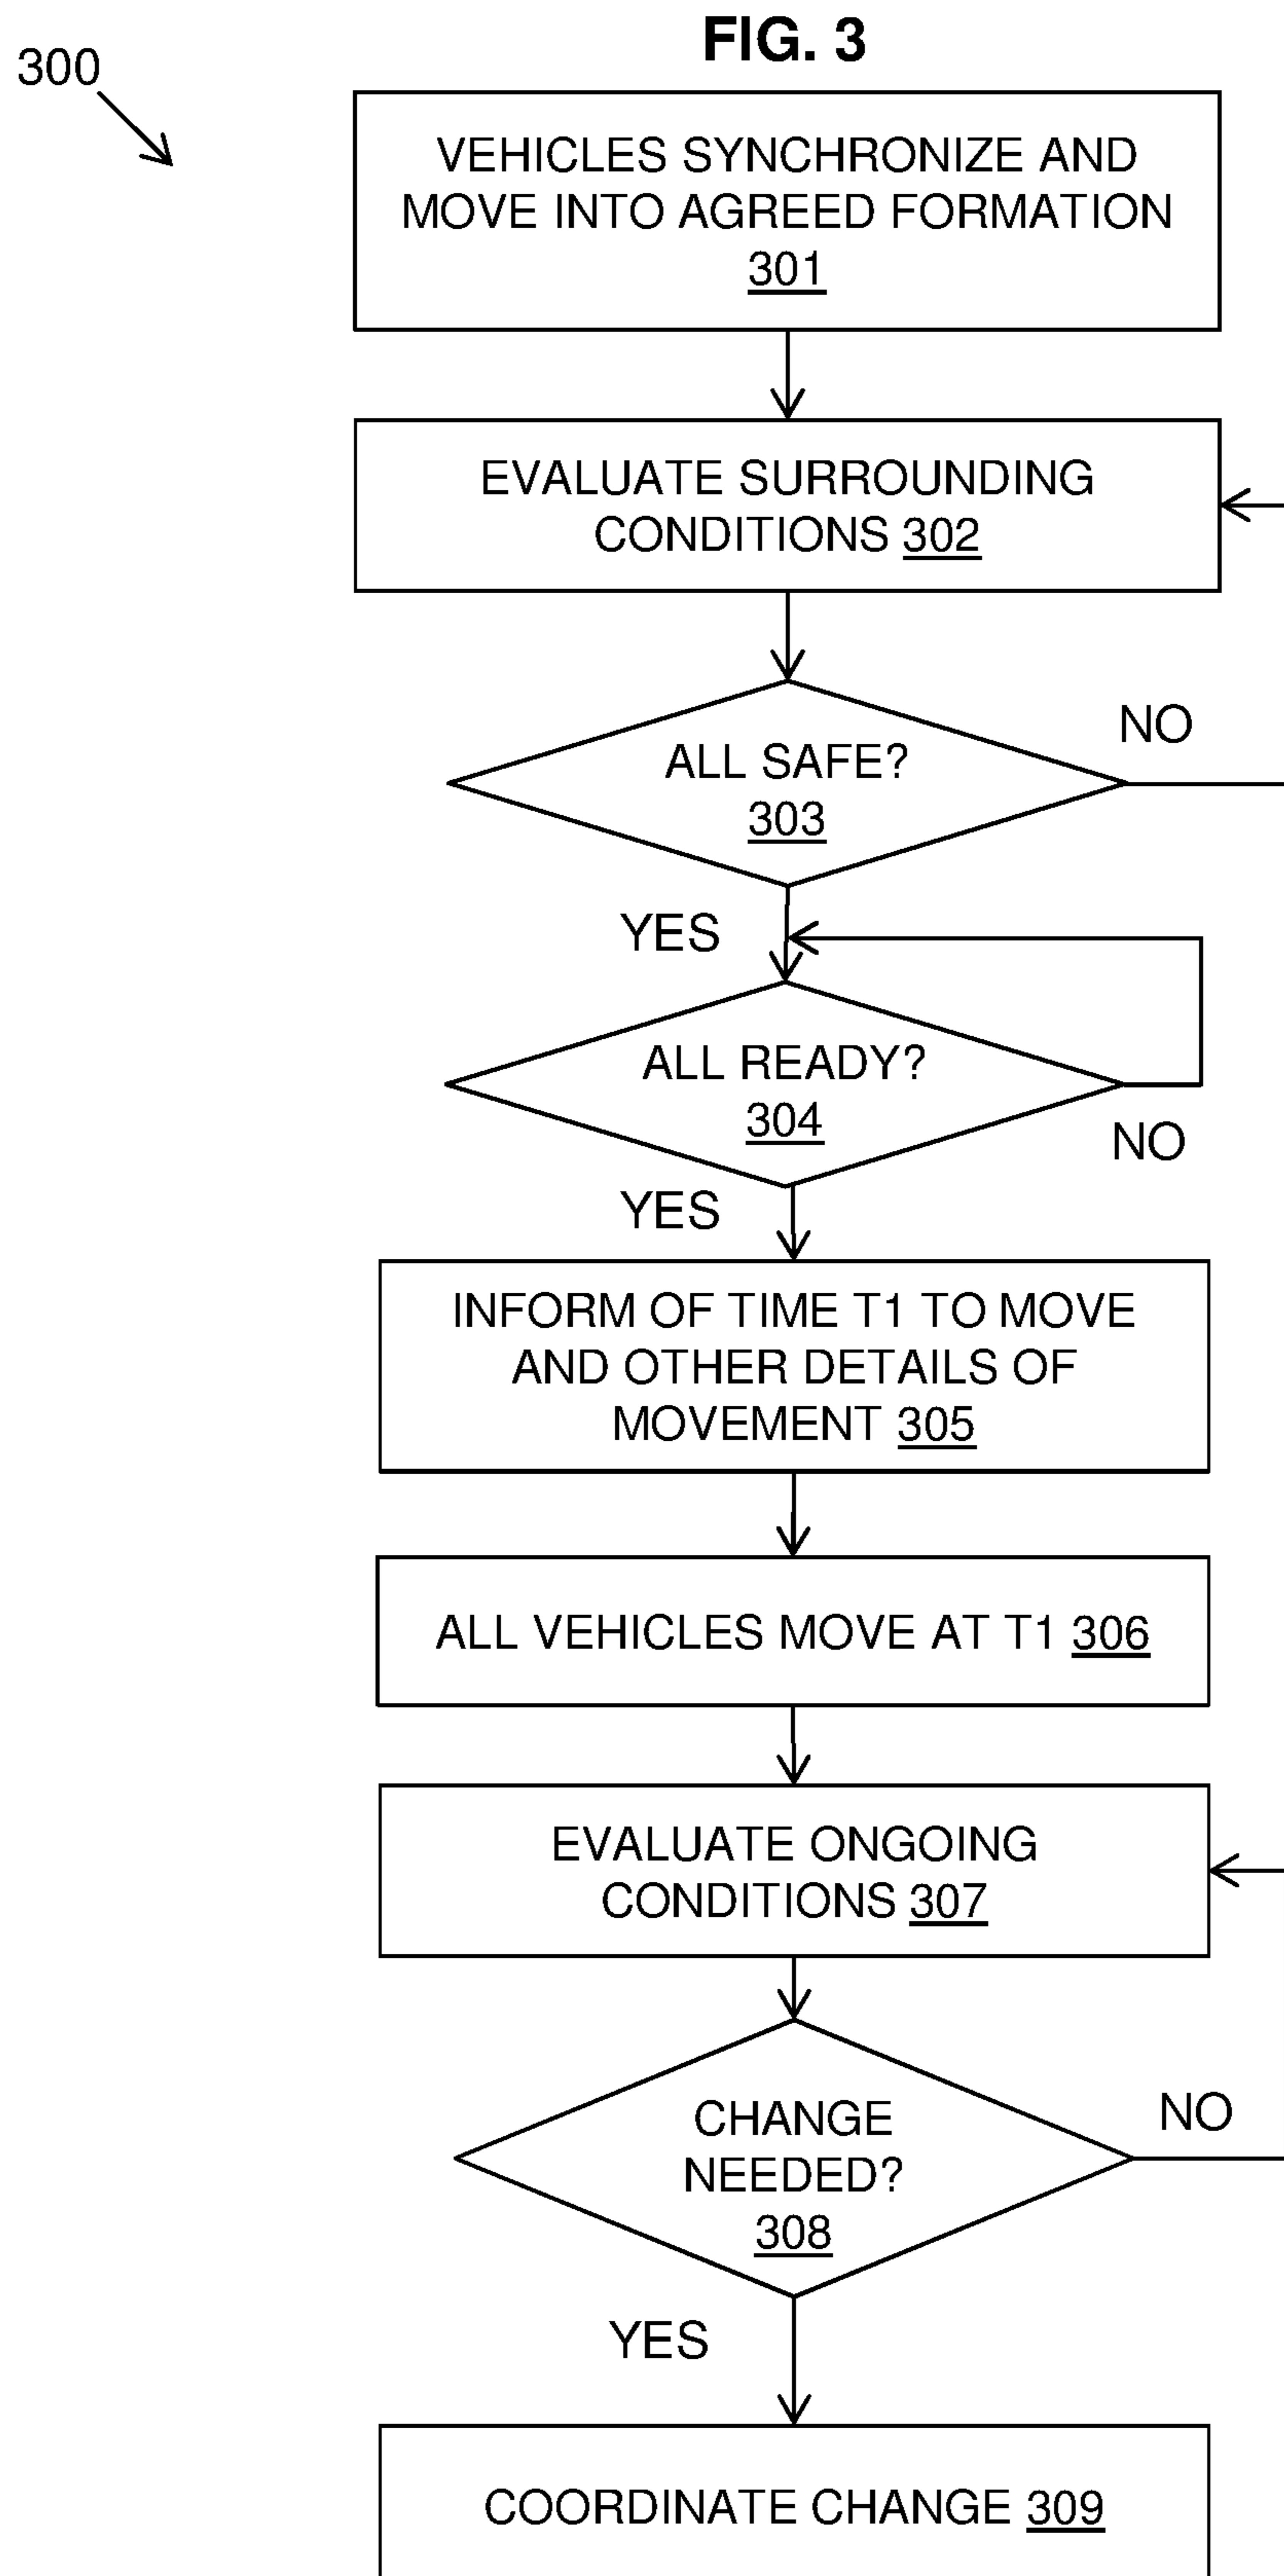 FIG. 3
300
VEHICLES SYNCHRONIZE AND
MOVE INTO AGREED FORMATION
301
EVALUATE SURROUNDING
CONDITIONS 302
NO
ALL SAFE?
303
YES
ALL READY?
304
NO
YES
INFORM OF TIME T1 TO MOVE
AND OTHER DETAILS OF
MOVEMENT 305
ALL VEHICLES MOVE AT T1 306
EVALUATE ONGOING
CONDITIONS 307
NO
CHANGE
NEEDED?
308
YES
COORDINATE CHANGE 309